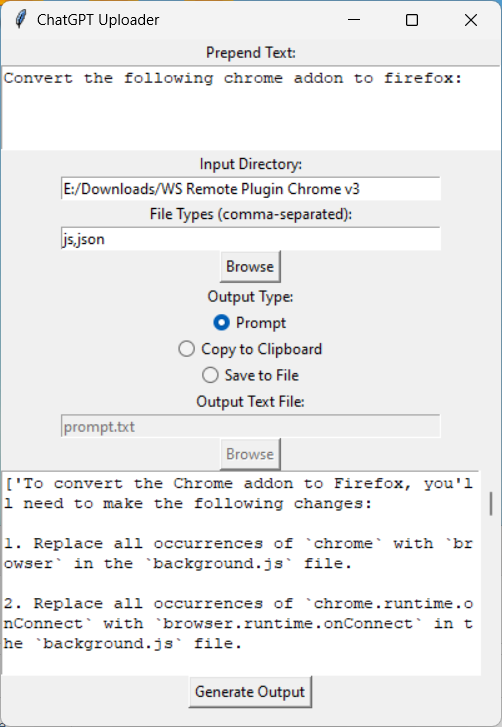 ChatGPT Uploader
Prepend Text:
Convert the following chrome addon to firefox:
Input Directory:
E:/Downloads/WS Remote Plugin Chrome v3
File Types (comma-separated):
js,json
Browse
Output Type:
Prompt
Copy to Clipboard
Save to File
Output Text File:
prompt.txt
Browse
['To convert the Chrome addon to Firefox, you'l
l need to make the following changes:
1. Replace all occurrences of `chrome` with `br
owser` in the `background.js` file.
2. Replace all occurrences of `chrome.runtime.o
nConnect` with `browser.runtime.onConnect` in t
he `background.js` file.
Generate Output